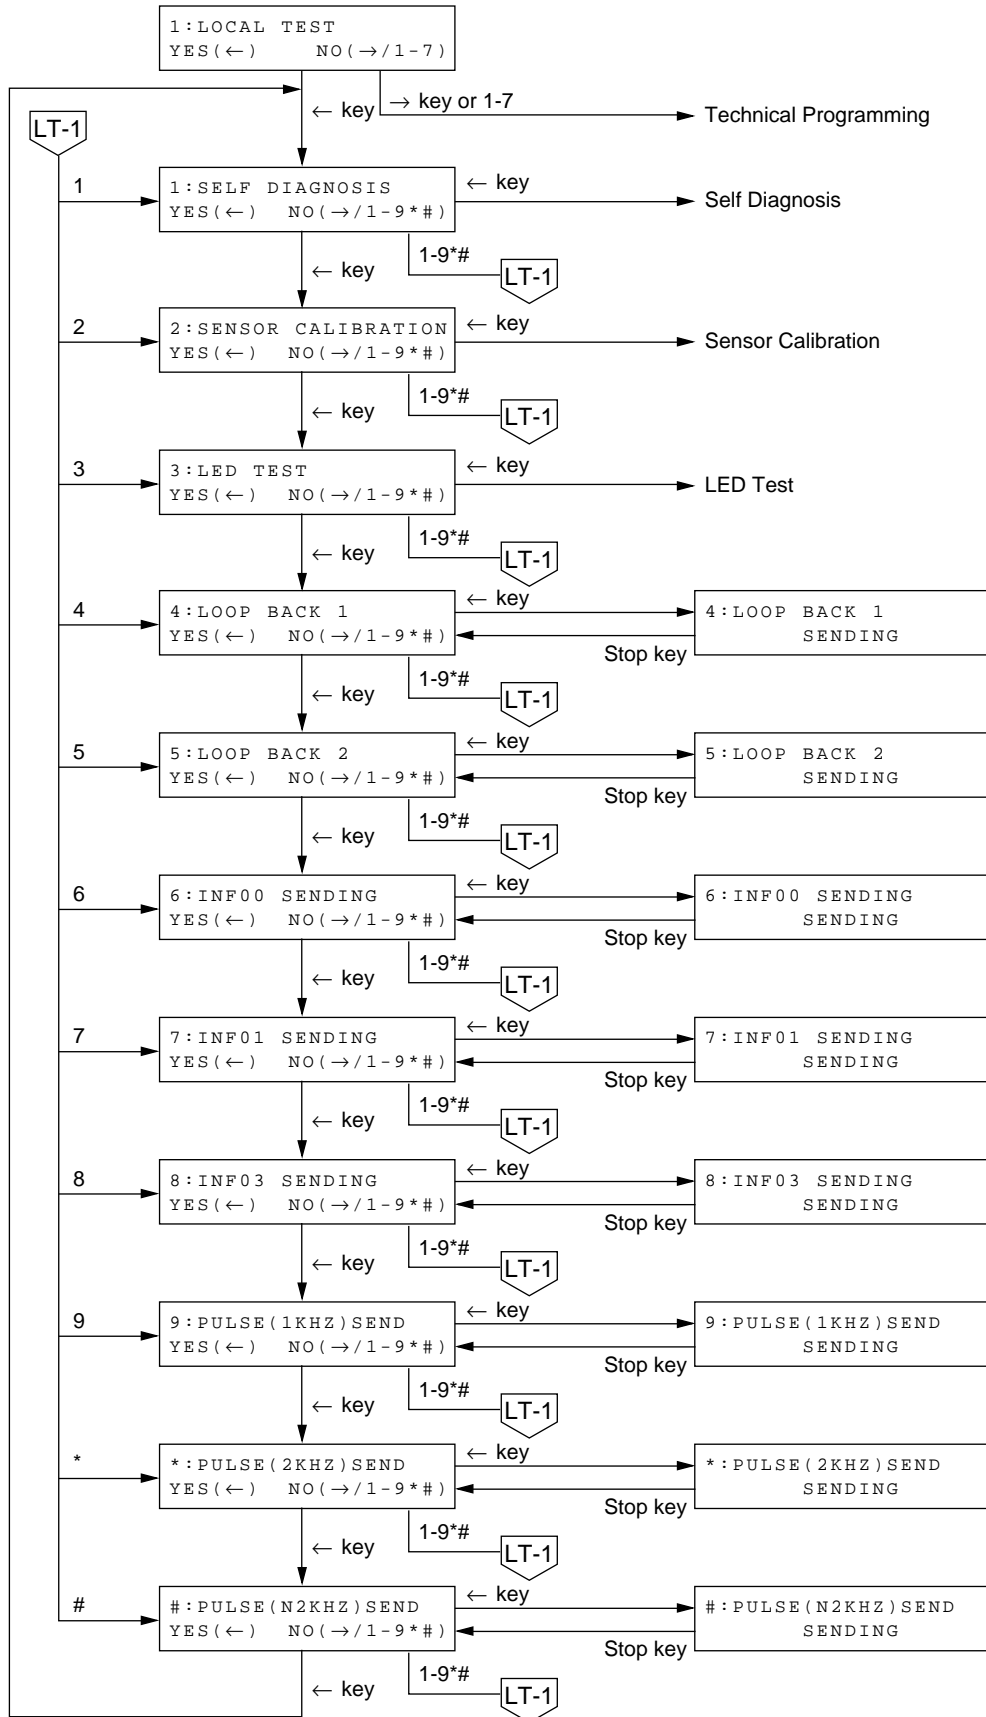 1:LOCAL TEST
YES(←) NO(→/1-7)
← key
→ key or 1-7
Technical Programming
LT-1
1
1:SELF DIAGNOSIS
YES(←) NO(→/1-9*#)
← key
Self Diagnosis
← key
1-9*#
LT-1
2
2:SENSOR CALIBRATION
YES(←) NO(→/1-9*#)
← key
Sensor Calibration
← key
1-9*#
LT-1
3
3:LED TEST
YES(←) NO(→/1-9*#)
← key
LED Test
← key
1-9*#
LT-1
4
4:LOOP BACK 1
YES(←) NO(→/1-9*#)
← key
Stop key
4:LOOP BACK 1
SENDING
← key
1-9*#
LT-1
5
5:LOOP BACK 2
YES(←) NO(→/1-9*#)
← key
Stop key
5:LOOP BACK 2
SENDING
← key
1-9*#
LT-1
6
6:INF00 SENDING
YES(←) NO(→/1-9*#)
← key
Stop key
6:INF00 SENDING
SENDING
← key
1-9*#
LT-1
7
7:INF01 SENDING
YES(←) NO(→/1-9*#)
← key
Stop key
7:INF01 SENDING
SENDING
← key
1-9*#
LT-1
8
8:INF03 SENDING
YES(←) NO(→/1-9*#)
← key
Stop key
8:INF03 SENDING
SENDING
← key
1-9*#
LT-1
9
9:PULSE(1KHZ)SEND
YES(←) NO(→/1-9*#)
← key
Stop key
9:PULSE(1KHZ)SEND
SENDING
← key
1-9*#
LT-1
*
*:PULSE(2KHZ)SEND
YES(←) NO(→/1-9*#)
← key
Stop key
*:PULSE(2KHZ)SEND
SENDING
← key
1-9*#
LT-1
#
#:PULSE(N2KHZ)SEND
YES(←) NO(→/1-9*#)
← key
Stop key
#:PULSE(N2KHZ)SEND
SENDING
← key
1-9*#
LT-1